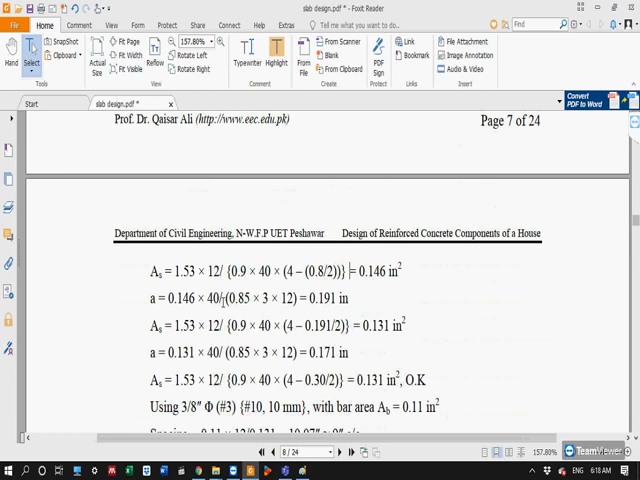 slab design.pdf * - Foxit Reader
File Home Comment View Form Protect Share Connect Foxit eSign Help Extras Tell me what you want to do... Find
Hand
Select
SnapShot
Clipboard
Actual Size
Fit Page
Fit Width
Fit Visible
Reflow
157.80%
Rotate Left
Rotate Right
Typewriter
Highlight
From File
From Scanner
Blank
From Clipboard
PDF Sign
Link
Bookmark
File Attachment
Image Annotation
Audio & Video
Tools View Comment Create Protect Links Insert
Start slab design.pdf *
Convert PDF to Word
Prof. Dr. Qaisar Ali (http://www.eec.edu.pk) Page 7 of 24
Department of Civil Engineering, N-W.F.P UET Peshawar Design of Reinforced Concrete Components of a House
As = 1.53 × 12/ {0.9 × 40 × (4 – (0.8/2))} = 0.146 in2
a = 0.146 × 40/ (0.85 × 3 × 12) = 0.191 in
As = 1.53 × 12/ {0.9 × 40 × (4 – 0.191/2)} = 0.131 in2
a = 0.131 × 40/ (0.85 × 3 × 12) = 0.171 in
As = 1.53 × 12/ {0.9 × 40 × (4 – 0.30/2)} = 0.131 in2, O.K
Using 3/8″ Φ (#3) {#10, 10 mm}, with bar area Ab = 0.11 in2
8 / 24
157.80%
TeamViewer
ENG 6:18 AM